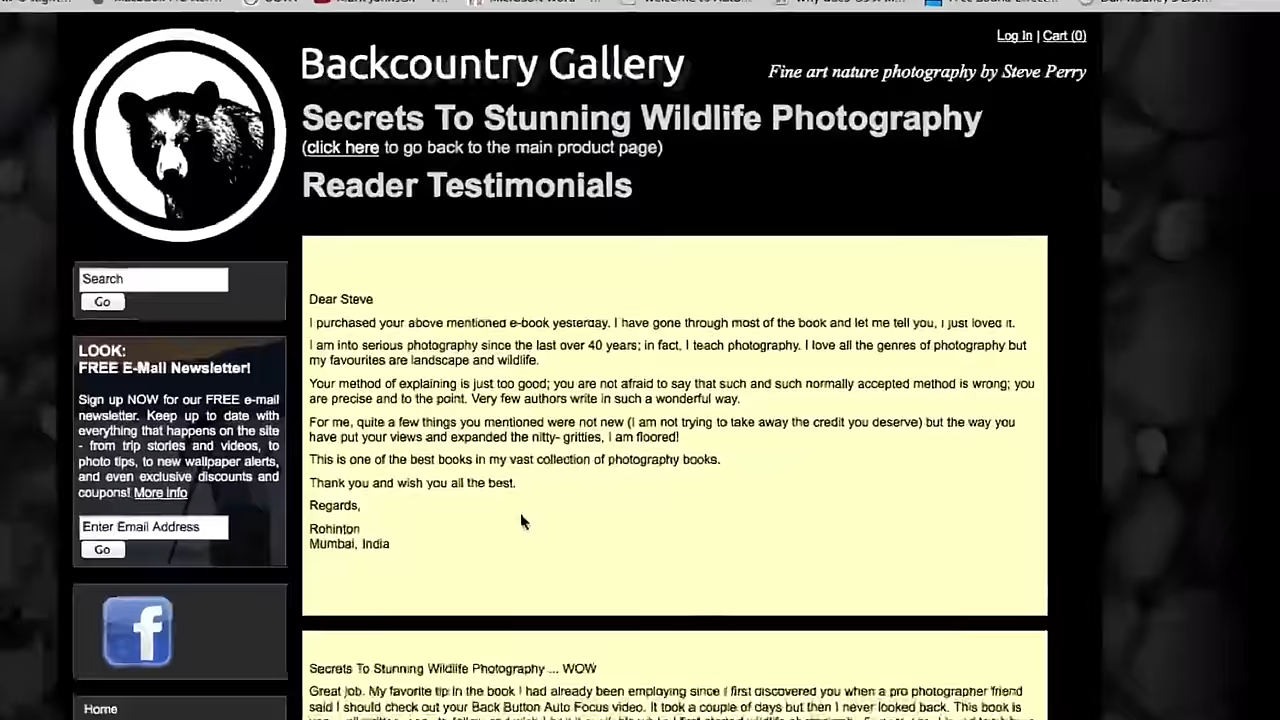 Log In | Cart (0)
Backcountry Gallery
Fine art nature photography by Steve Perry
Secrets To Stunning Wildlife Photography
(click here to go back to the main product page)
Reader Testimonials
Search
Go
LOOK:
FREE E-Mail Newsletter!
Sign up NOW for our FREE e-mail
newsletter. Keep up to date with
everything that happens on the site
- from trip stories and videos, to
photo tips, to new wallpaper alerts,
and even exclusive discounts and
coupons! More Info
Enter Email Address
Go
Home
Dear Steve
I purchased your above mentioned e-book yesterday. I have gone through most of the book and let me tell you, i just loved it.
I am into serious photography since the last over 40 years; in fact, I teach photography. I love all the genres of photography but
my favourites are landscape and wildlife.
Your method of explaining is just too good; you are not afraid to say that such and such normally accepted method is wrong; you
are precise and to the point. Very few authors write in such a wonderful way.
For me, quite a few things you mentioned were not new (I am not trying to take away the credit you deserve) but the way you
have put your views and expanded the nitty- gritties, I am floored!
This is one of the best books in my vast collection of photography books.
Thank you and wish you all the best.
Regards,
Rohinton
Mumbai, India
Secrets To Stunning Wildlife Photography ... WOW
Great job. My favorite tip in the book I had already been employing since I first discovered you when a pro photographer friend
said I should check out your Back Button Auto Focus video. It took a couple of days but then I never looked back. This book is